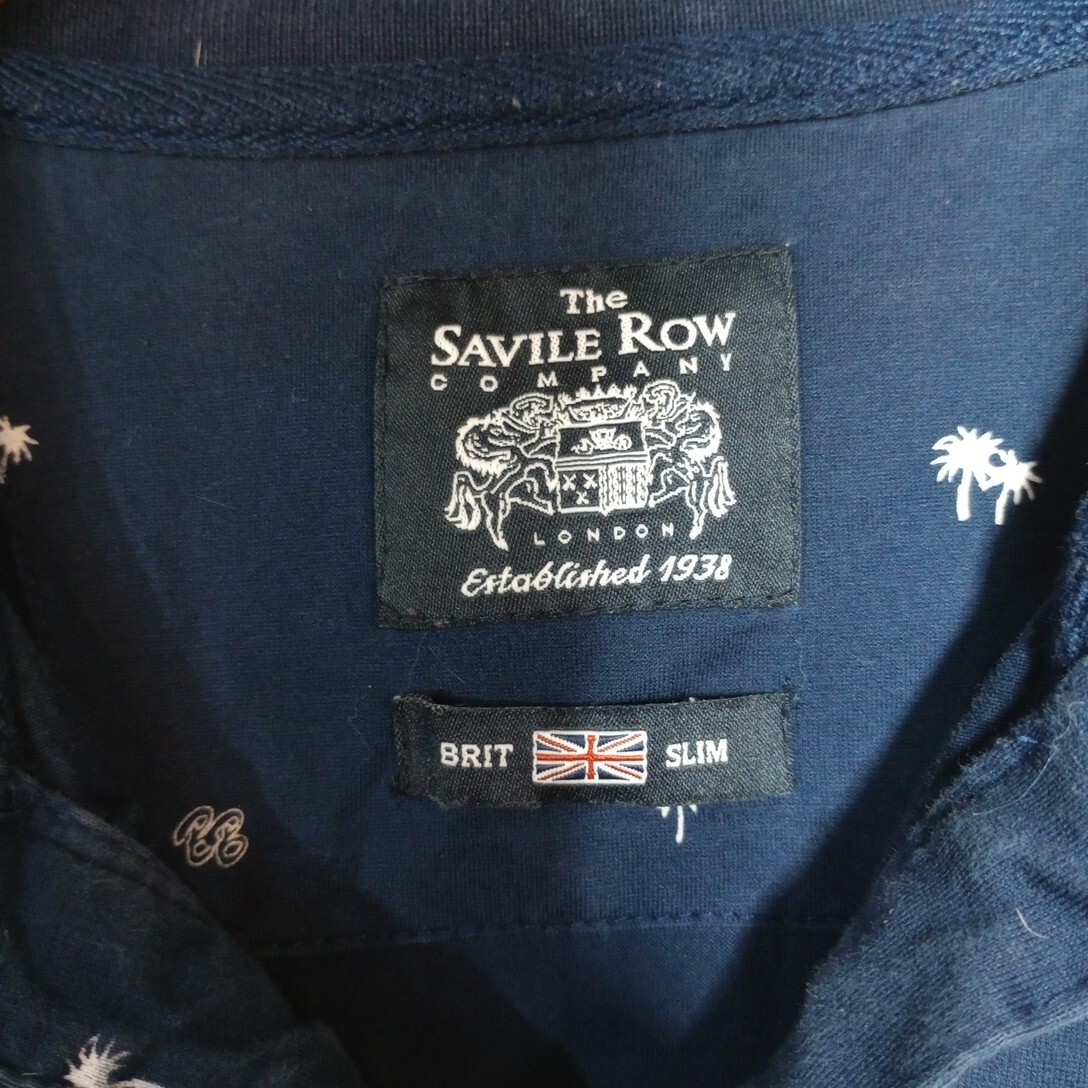 The
SAVILE ROW
COMPANY
LONDON
Established 1938
BRIT SLIM